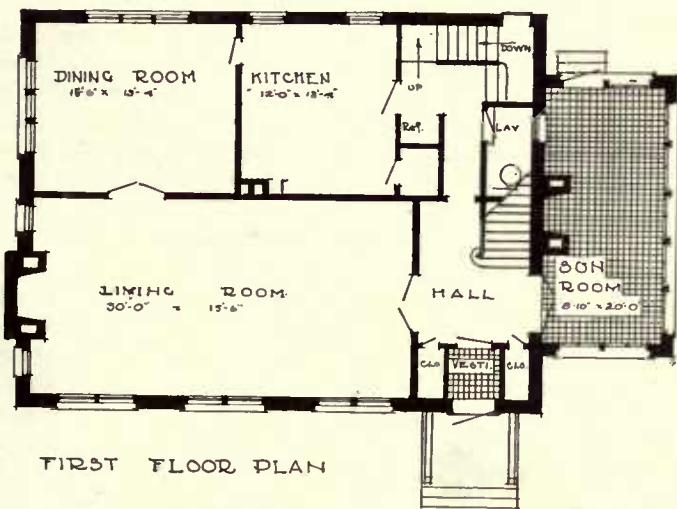 DINING ROOM
15'-6" x 13'-4"
KITCHEN
12'-0" x 13'-4"
UP
DOWN
Ref.
LAV
LIVING ROOM
30'-0" x 15'-6"
HALL
SUN
ROOM
8'-10" x 20'-0"
CLO
VESTI.
CLO.
FIRST FLOOR PLAN